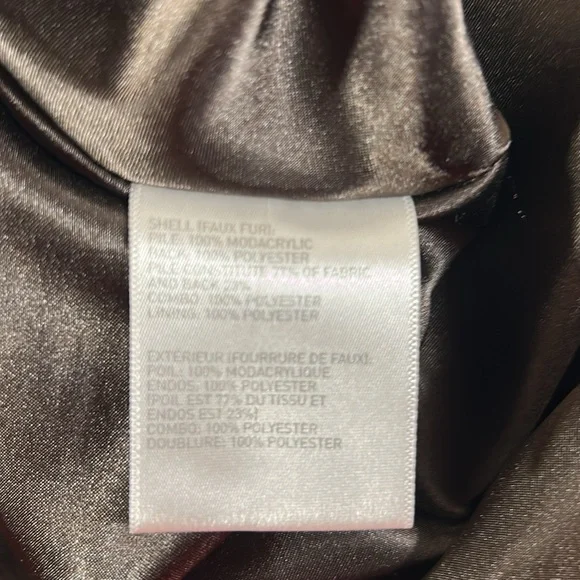 SHELL (FAUX FUR):
PILE: 100% MODACRYLIC
BACK: 100% POLYESTER
PILE CONSTITUTE 77% OF FABRIC
AND BACK 23%
COMBO: 100% POLYESTER
LINING: 100% POLYESTER
EXTÉRIEUR (FOURRURE DE FAUX):
POIL: 100% MODACRYLIQUE
ENDOS: 100% POLYESTER
(POIL EST 77% DU TISSU ET
ENDOS EST 23%)
COMBO: 100% POLYESTER
DOUBLURE: 100% POLYESTER